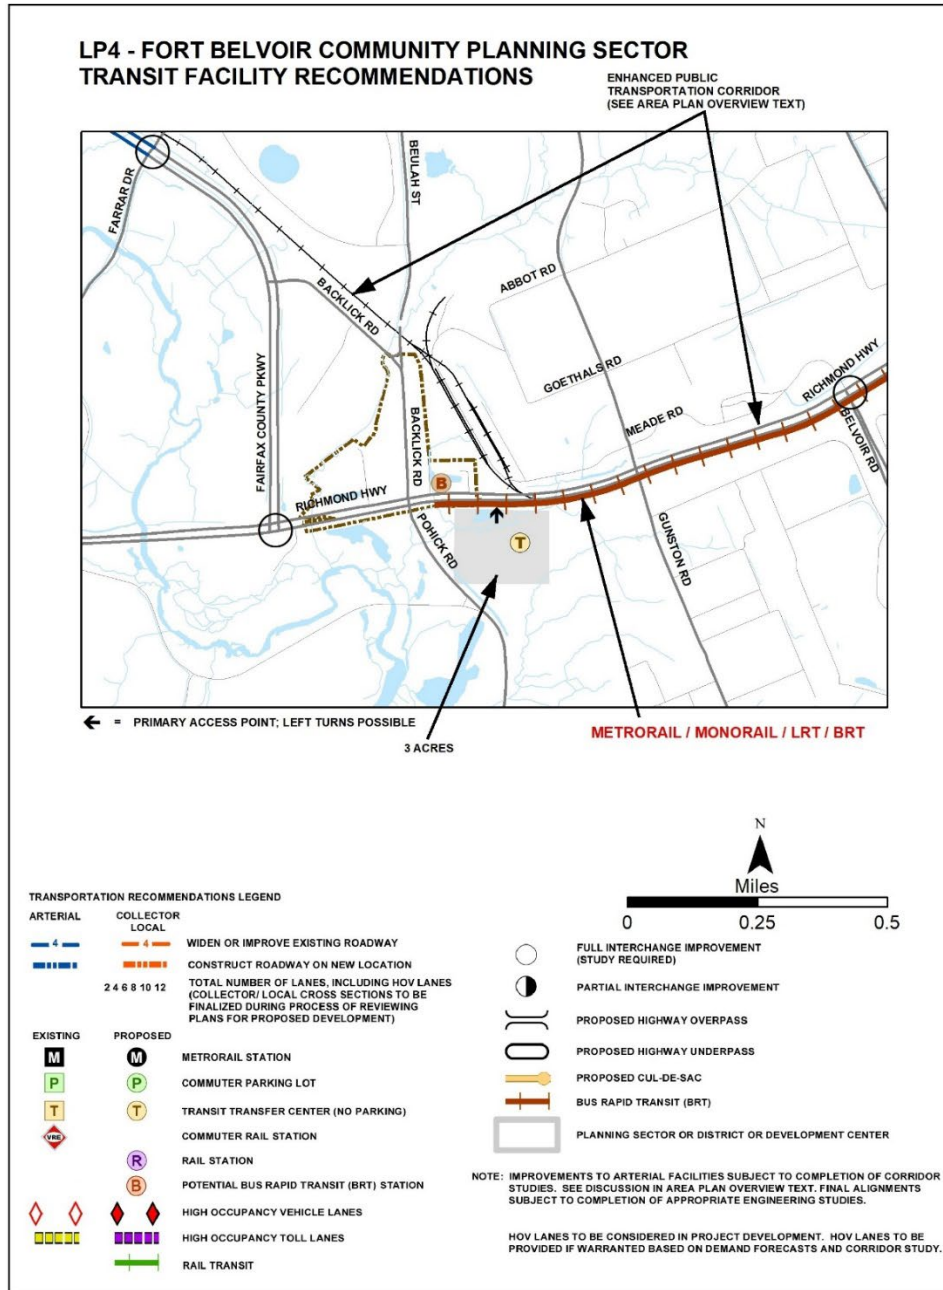 LP4 - FORT BELVOIR COMMUNITY PLANNING SECTOR
TRANSIT FACILITY RECOMMENDATIONS
ENHANCED PUBLIC
TRANSPORTATION CORRIDOR
(SEE AREA PLAN OVERVIEW TEXT)
FARRAR DR
BEULAH ST
BACKLICK RD
ABBOT RD
GOETHALS RD
RICHMOND HWY
MEADE RD
BELVOIR RD
FAIRFAX COUNTY PKWY
BACKLICK RD
B
RICHMOND HWY
POHICK RD
T
GUNSTON RD
= PRIMARY ACCESS POINT; LEFT TURNS POSSIBLE
3 ACRES
METRORAIL / MONORAIL / LRT / BRT
N
Miles
0 0.25 0.5
TRANSPORTATION RECOMMENDATIONS LEGEND
ARTERIAL COLLECTOR
LOCAL
4 4 WIDEN OR IMPROVE EXISTING ROADWAY
CONSTRUCT ROADWAY ON NEW LOCATION
2 4 6 8 10 12 TOTAL NUMBER OF LANES, INCLUDING HOV LANES
(COLLECTOR/ LOCAL CROSS SECTIONS TO BE
FINALIZED DURING PROCESS OF REVIEWING
PLANS FOR PROPOSED DEVELOPMENT)
EXISTING PROPOSED
M M METRORAIL STATION
P P COMMUTER PARKING LOT
T T TRANSIT TRANSFER CENTER (NO PARKING)
VRE COMMUTER RAIL STATION
R RAIL STATION
B POTENTIAL BUS RAPID TRANSIT (BRT) STATION
HIGH OCCUPANCY VEHICLE LANES
HIGH OCCUPANCY TOLL LANES
RAIL TRANSIT
FULL INTERCHANGE IMPROVEMENT
(STUDY REQUIRED)
PARTIAL INTERCHANGE IMPROVEMENT
PROPOSED HIGHWAY OVERPASS
PROPOSED HIGHWAY UNDERPASS
PROPOSED CUL-DE-SAC
BUS RAPID TRANSIT (BRT)
PLANNING SECTOR OR DISTRICT OR DEVELOPMENT CENTER
NOTE: IMPROVEMENTS TO ARTERIAL FACILITIES SUBJECT TO COMPLETION OF CORRIDOR
STUDIES. SEE DISCUSSION IN AREA PLAN OVERVIEW TEXT. FINAL ALIGNMENTS
SUBJECT TO COMPLETION OF APPROPRIATE ENGINEERING STUDIES.
HOV LANES TO BE CONSIDERED IN PROJECT DEVELOPMENT. HOV LANES TO BE
PROVIDED IF WARRANTED BASED ON DEMAND FORECASTS AND CORRIDOR STUDY.